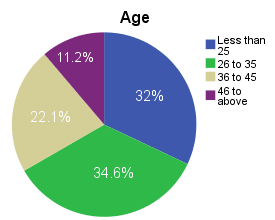 Age
Less than
25
26 to 35
36 to 45
46 to
above
11.2%
32%
22.1%
34.6%